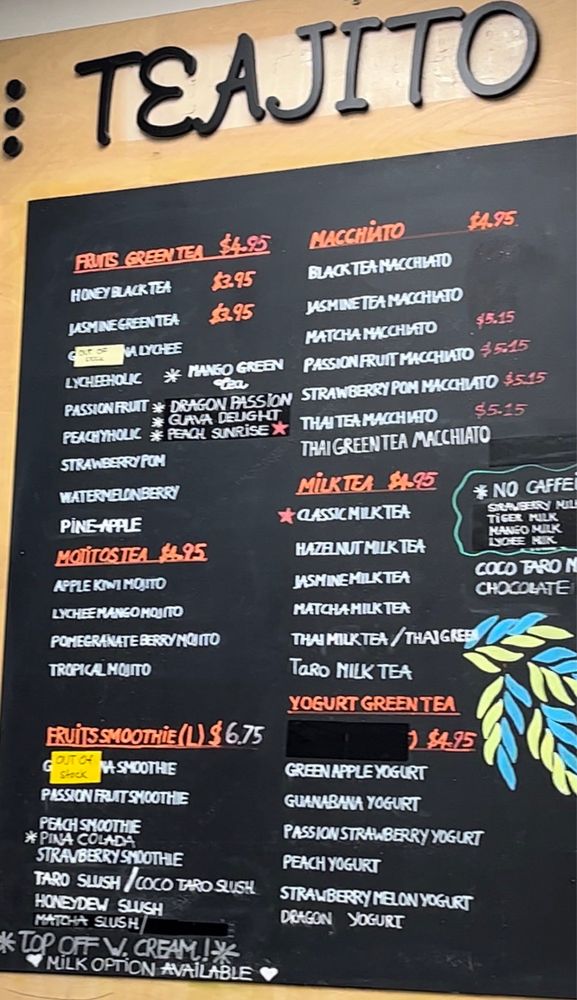 TEAJITO
FRUITS GREEN TEA $4.95
HONEY BLACK TEA $3.95
JASMINE GREEN TEA $3.95
G OUT OF Stock NA LYCHEE
LYCHEEHOLIC * MANGO GREEN tea
PASSION FRUIT * DRAGON PASSION
* GUAVA DELIGHT
PEACHYHOLIC * PEACH SUNRISE
STRAWBERRY POM
WATERMELONBERRY
PINE-APPLE
MOJITOS TEA $4.95
APPLE KIWI MOJITO
LYCHEE MANGO MOJITO
POMEGRANATE BERRY MOJITO
TROPICAL MOJITO
FRUITS SMOOTHIE (L) $6.75
G OUT OF Stock NA SMOOTHIE
PASSION FRUIT SMOOTHIE
PEACH SMOOTHIE
* PINA COLADA
STRAWBERRY SMOOTHIE
TARO SLUSH / COCO TARO SLUSH
HONEYDEW SLUSH
MATCHA SLUSH /
* TOP OFF W. CREAM! *
MILK OPTION AVAILABLE
MACCHIATO $4.95
BLACK TEA MACCHIATO
JASMINE TEA MACCHIATO
MATCHA MACCHIATO $5.15
PASSION FRUIT MACCHIATO $5.15
STRAWBERRY POM MACCHIATO $5.15
THAI TEA MACCHIATO $5.15
THAI GREEN TEA MACCHIATO
MILK TEA $4.95
CLASSIC MILK TEA
HAZELNUT MILK TEA
JASMINE MILK TEA
MATCHA MILK TEA
THAI MILK TEA / THAI GREEN
TARO MILK TEA
* NO CAFFEI
STRAWBERRY MIL
TIGER MILK
MANGO MILK
LYCHEE MILK
COCO TARO M
CHOCOLATE
YOGURT GREEN TEA
) $4.95
GREEN APPLE YOGURT
GUANABANA YOGURT
PASSION STRAWBERRY YOGURT
PEACH YOGURT
STRAWBERRY MELON YOGURT
DRAGON YOGURT